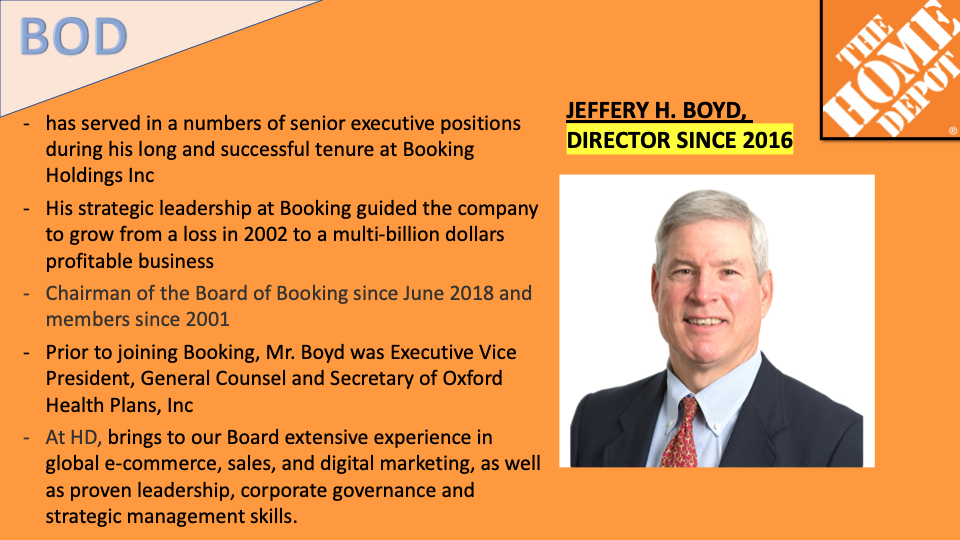 BOD
THE
HOME
DEPOT
®
- has served in a numbers of senior executive positions
during his long and successful tenure at Booking
Holdings Inc
- His strategic leadership at Booking guided the company
to grow from a loss in 2002 to a multi-billion dollars
profitable business
- Chairman of the Board of Booking since June 2018 and
members since 2001
- Prior to joining Booking, Mr. Boyd was Executive Vice
President, General Counsel and Secretary of Oxford
Health Plans, Inc
- At HD, brings to our Board extensive experience in
global e-commerce, sales, and digital marketing, as well
as proven leadership, corporate governance and
strategic management skills.
JEFFERY H. BOYD,
DIRECTOR SINCE 2016